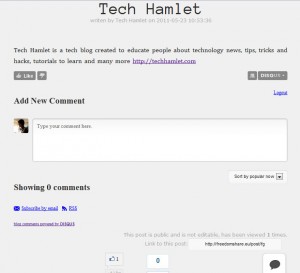 Tech Hamlet
written by Tech Hamlet on 2011-03-25 10:33:36
Tech Hamlet is a tech blog created to educate people about technology news, tips, tricks and
hacks, tutorials to learn and many more http://techhamlet.com
Like
DISQUS
Logout
Add New Comment
Type your comment here.
Sort by popular now
Showing 0 comments
Subscribe by email RSS
blog comments powered by DISQUS
This post is public and is not editable, has been viewed 1 times.
Link to this post: http://freedomshare.us/post/tg
1 0